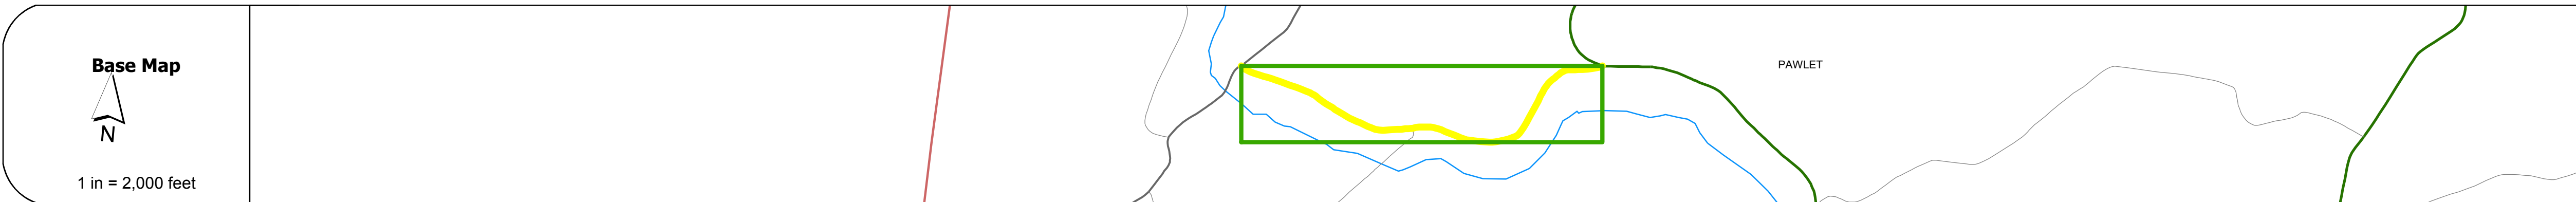 Base Map
N
1 in = 2,000 feet
PAWLET